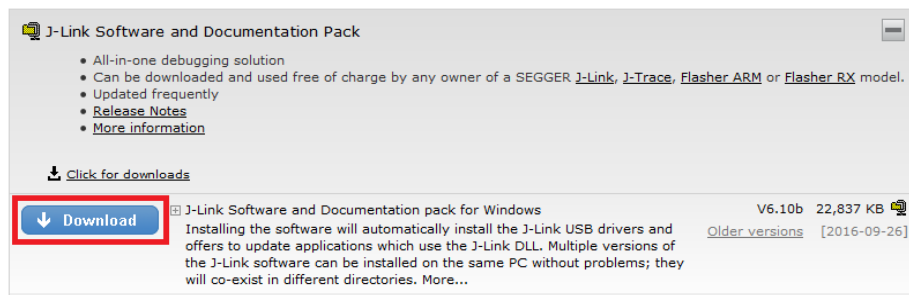 J-Link Software and Documentation Pack
• All-in-one debugging solution
• Can be downloaded and used free of charge by any owner of a SEGGER J-Link, J-Trace, Flasher ARM or Flasher RX model.
• Updated frequently
• Release Notes
• More information
Click for downloads
Download
J-Link Software and Documentation pack for Windows V6.10b 22,837 KB
Installing the software will automatically install the J-Link USB drivers and Older versions [2016-09-26]
offers to update applications which use the J-Link DLL. Multiple versions of
the J-Link software can be installed on the same PC without problems; they
will co-exist in different directories. More...